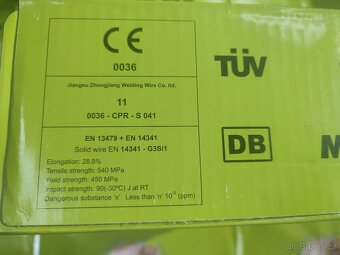 CE
0036
Jiangsu Zhongjiang Welding Wire Co. ltd.
11
0036 - CPR - S 041
EN 13479 + EN 14341
Solid wire EN 14341 - G3Si1
Elongation: 28.8%
Tensile strength: 540 MPa
Yield strength: 450 MPa
Impact strength: 90(-30°C) J at RT
Dangerous substance 'x' Less than 'n' 10⁻⁶ (ppm)
TÜV
DB